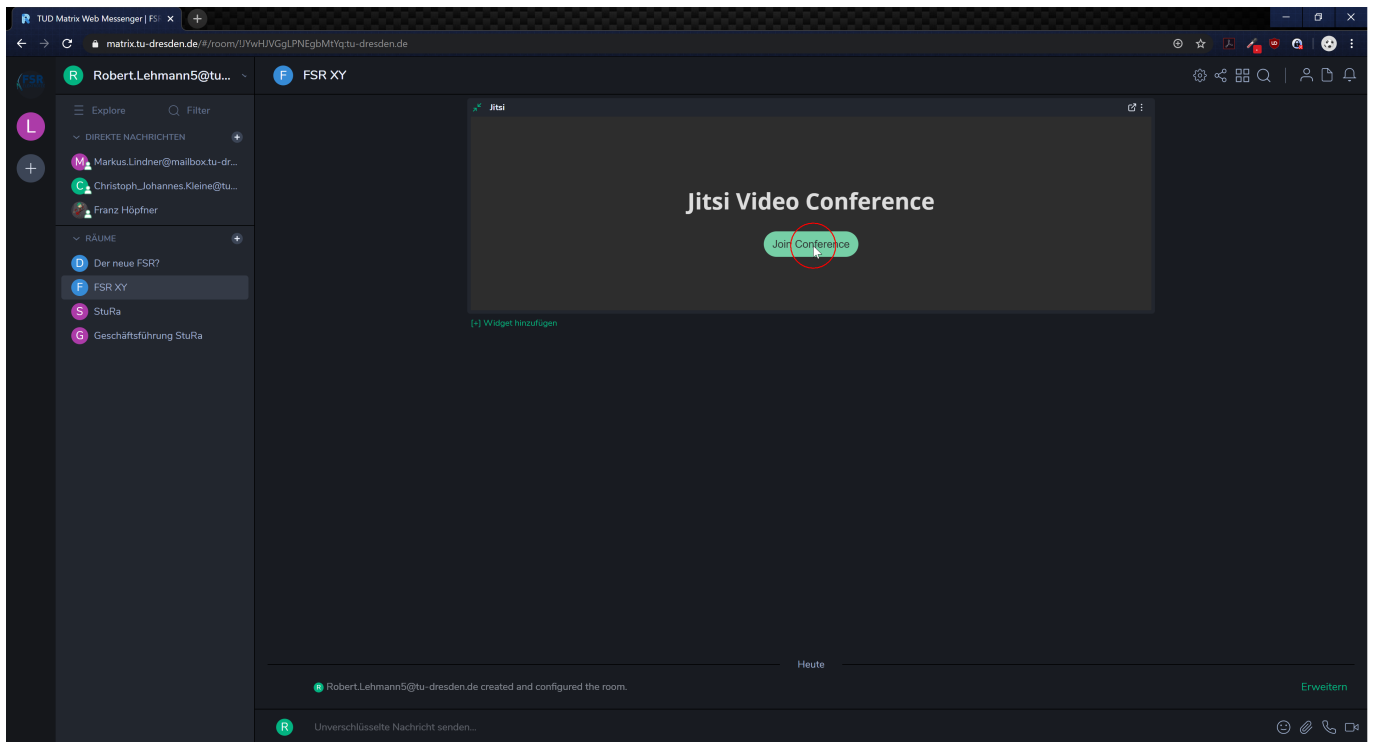 TUD Matrix Web Messenger | FSR
matrix.tu-dresden.de/#/room/!JYwHJVGgLPNEgbMtYq:tu-dresden.de
FSR
R Robert.Lehmann5@tu...
F FSR XY
L
Explore Filter
DIREKTE NACHRICHTEN
M Markus.Lindner@mailbox.tu-dr...
C Christoph_Johannes.Kleine@tu...
Franz Höpfner
RÄUME
D Der neue FSR?
F FSR XY
S StuRa
G Geschäftsführung StuRa
Jitsi
Jitsi Video Conference
Join Conference
[+] Widget hinzufügen
Heute
R Robert.Lehmann5@tu-dresden.de created and configured the room.
Erweitern
R Unverschlüsselte Nachricht senden...